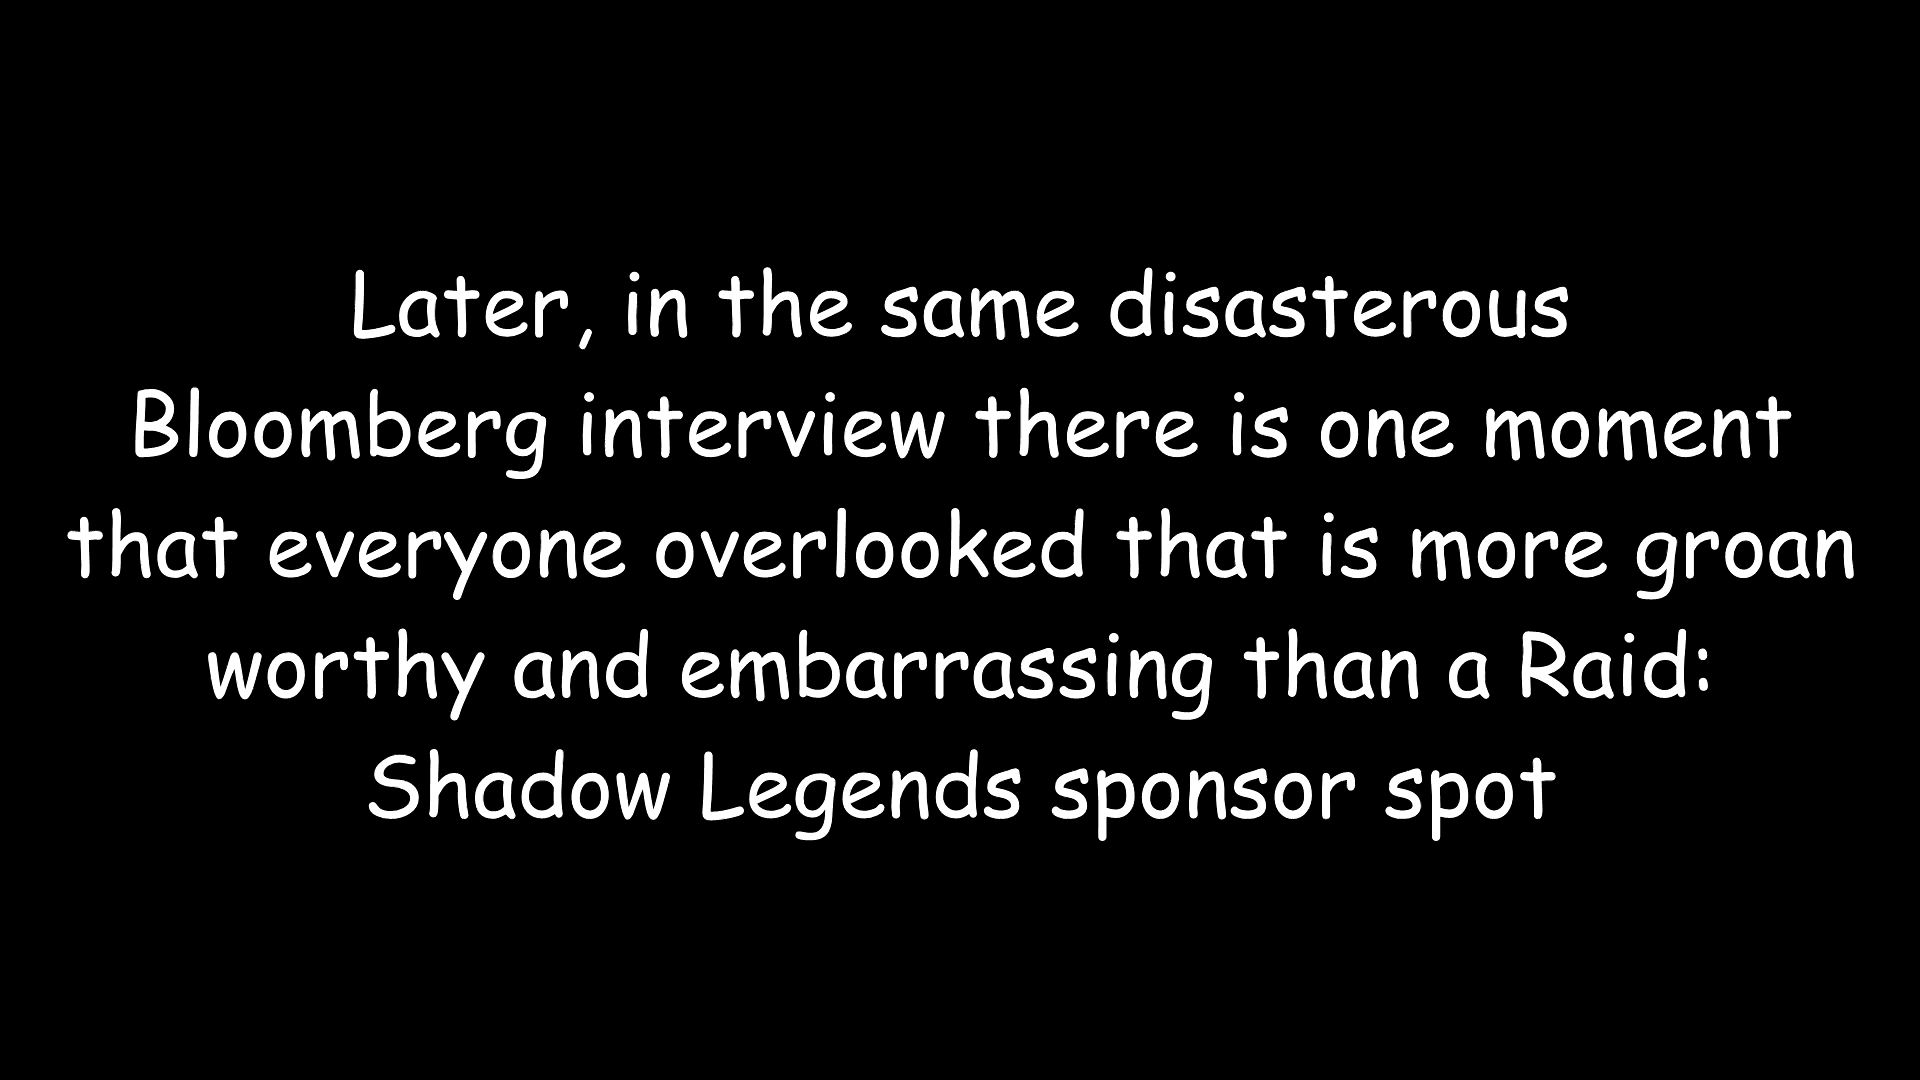 Later, in the same disasterous
Bloomberg interview there is one moment
that everyone overlooked that is more groan
worthy and embarrassing than a Raid:
Shadow Legends sponsor spot